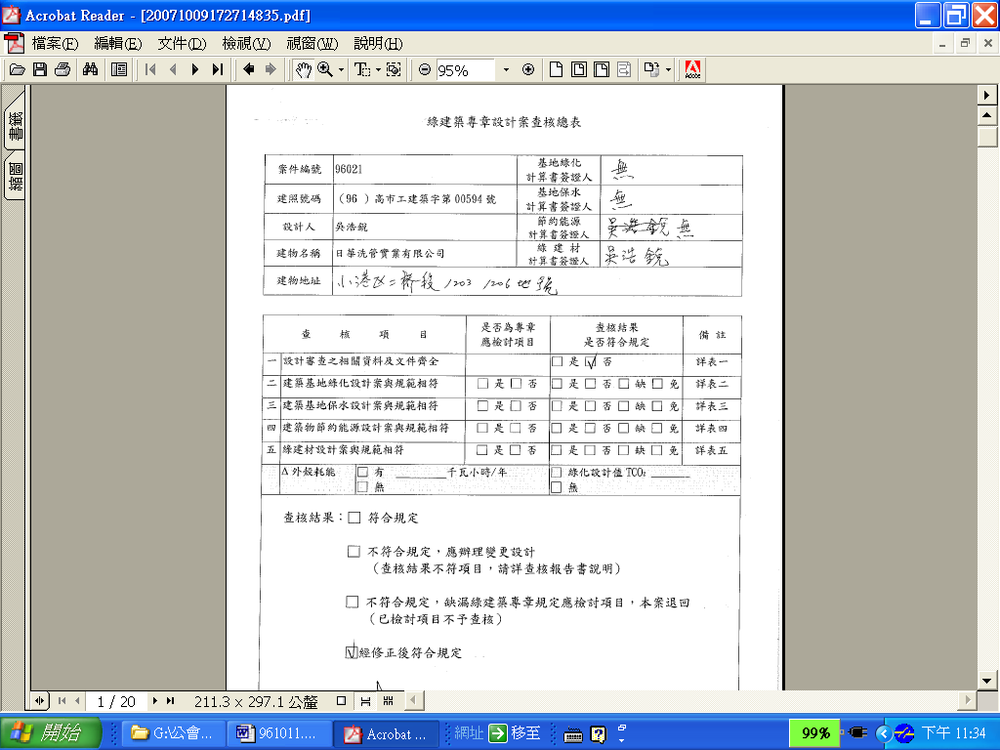 Acrobat Reader - [20071009172714835.pdf]
檔案(F) 編輯(E) 文件(D) 檢視(V) 視窗(W) 說明(H)
95%
Adobe
書籤
縮圖
綠建築專章設計案查核總表
案件編號 96021 基地綠化計算書簽證人 無
建照號碼 (96 ) 高市工建築字第 00594 號 基地保水計算書簽證人 無
設計人 吳浩銳 節約能源計算書簽證人 吳浩銳 無
建物名稱 日華洗管實業有限公司 綠建材計算書簽證人 吳浩銳
建物地址 小港区二橋段 1203 1206 地號
查核項目 是否為專章應檢討項目 查核結果是否符合規定 備註
一 設計審查之相關資料及文件齊全 □是 ☑否 詳表一
二 建築基地綠化設計案與規範相符 □是□否 □是□否□缺□免 詳表二
三 建築基地保水設計案與規範相符 □是□否 □是□否□缺□免 詳表三
四 建築物節約能源設計案與規範相符 □是□否 □是□否□缺□免 詳表四
五 綠建材設計案與規範相符 □是□否 □是□否□缺□免 詳表五
Δ外殼耗能 □有 ______千瓦小時/年 □綠化設計值 TCO₂ ______
□無 □無
查核結果：□ 符合規定
□ 不符合規定，應辦理變更設計
（查核結果不符項目，請詳查核報告書說明）
□ 不符合規定，缺漏綠建築專章規定應檢討項目，本案退回
（已檢討項目不予查核）
☑經修正後符合規定
1 / 20 211.3 x 297.1 公釐
開始 G:\公會... 961011.... Acrobat ... 網址 移至 99% 下午 11:34